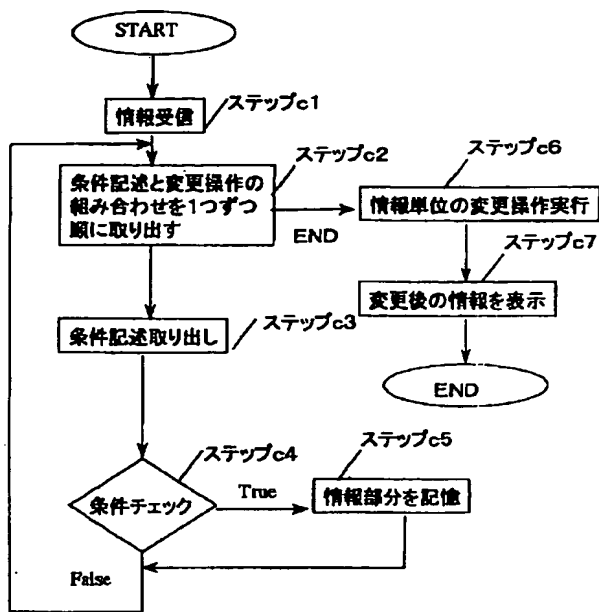 START
情報受信
ステップc1
条件記述と変更操作の
組み合わせを1つずつ
順に取り出す
ステップc2
END
情報単位の変更操作実行
ステップc6
変更後の情報を表示
ステップc7
END
条件記述取り出し
ステップc3
条件チェック
ステップc4
True
情報部分を記憶
ステップc5
False